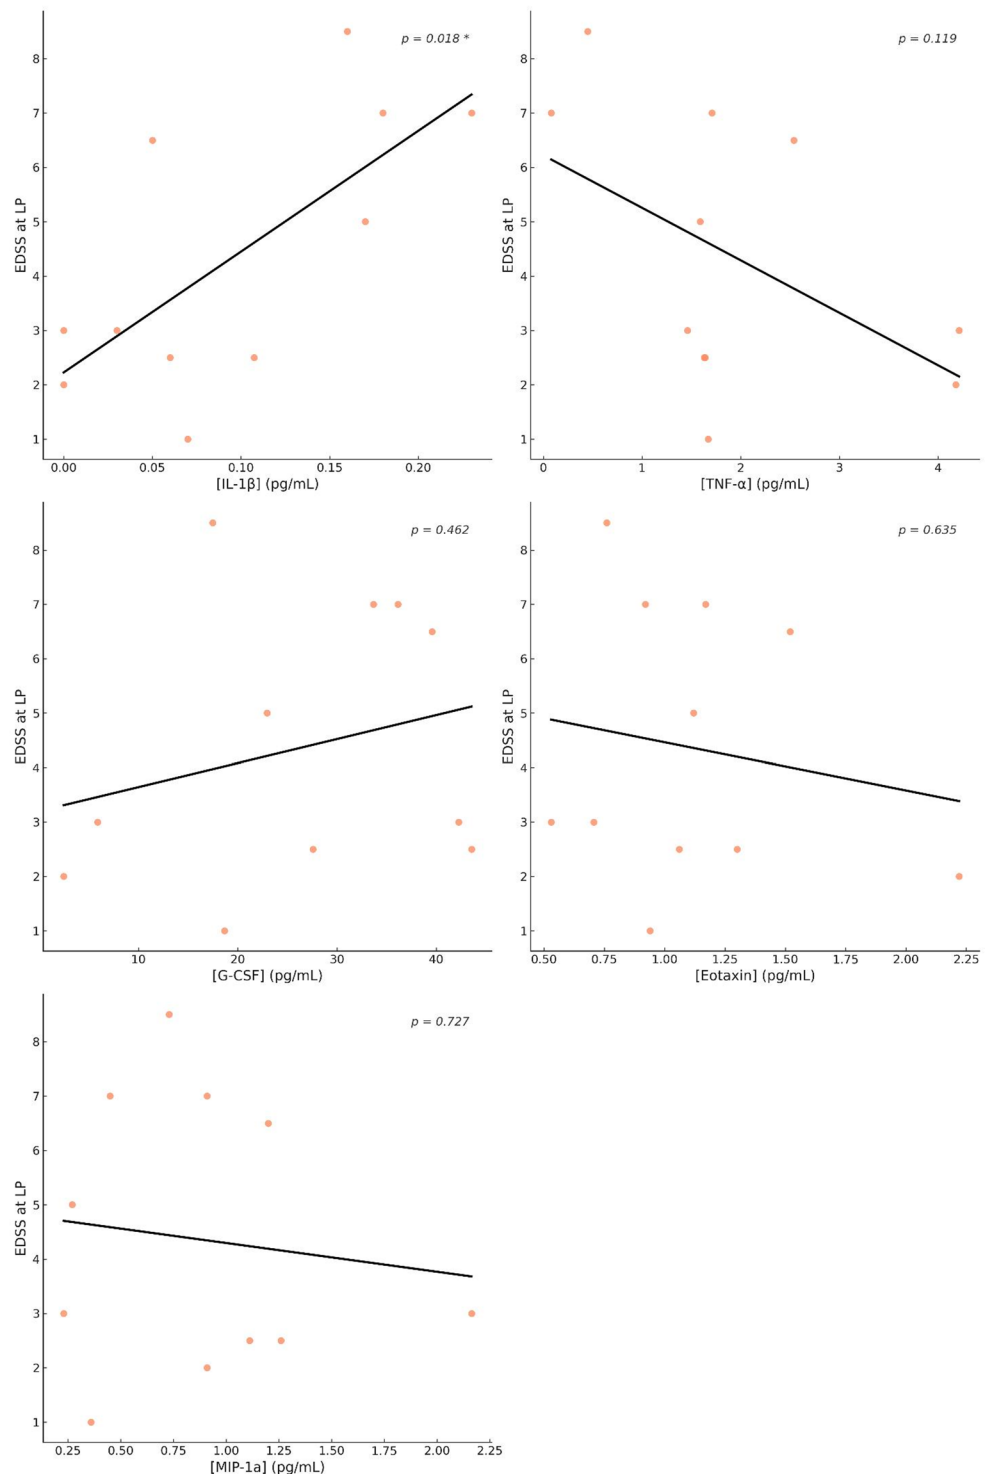 p = 0.018 *
EDSS at LP
8
7
6
5
4
3
2
1
0.00 0.05 0.10 0.15 0.20
[IL-1β] (pg/mL)
p = 0.119
EDSS at LP
8
7
6
5
4
3
2
1
0 1 2 3 4
[TNF-α] (pg/mL)
p = 0.462
EDSS at LP
8
7
6
5
4
3
2
1
10 20 30 40
[G-CSF] (pg/mL)
p = 0.635
EDSS at LP
8
7
6
5
4
3
2
1
0.50 0.75 1.00 1.25 1.50 1.75 2.00 2.25
[Eotaxin] (pg/mL)
p = 0.727
EDSS at LP
8
7
6
5
4
3
2
1
0.25 0.50 0.75 1.00 1.25 1.50 1.75 2.00 2.25
[MIP-1a] (pg/mL)